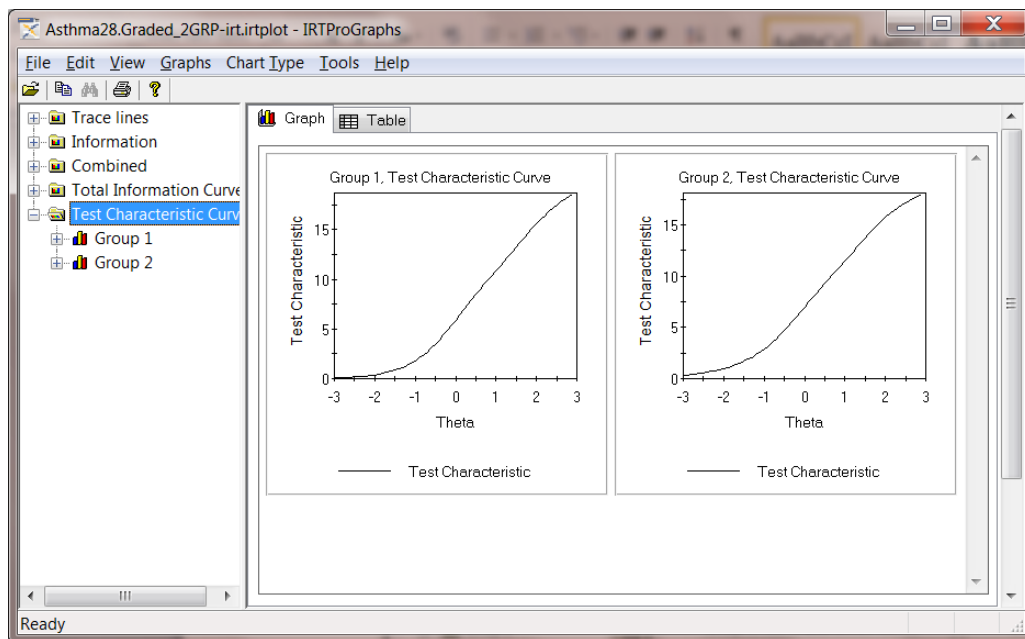 Asthma28.Graded_2GRP-irt.irtplot - IRTProGraphs
File Edit View Graphs Chart Type Tools Help
Trace lines
Information
Combined
Total Information Curve
Test Characteristic Curv
Group 1
Group 2
Graph Table
Group 1, Test Characteristic Curve
Test Characteristic
15
10
5
0
-3 -2 -1 0 1 2 3
Theta
Test Characteristic
Group 2, Test Characteristic Curve
Test Characteristic
15
10
5
0
-3 -2 -1 0 1 2 3
Theta
Test Characteristic
Ready